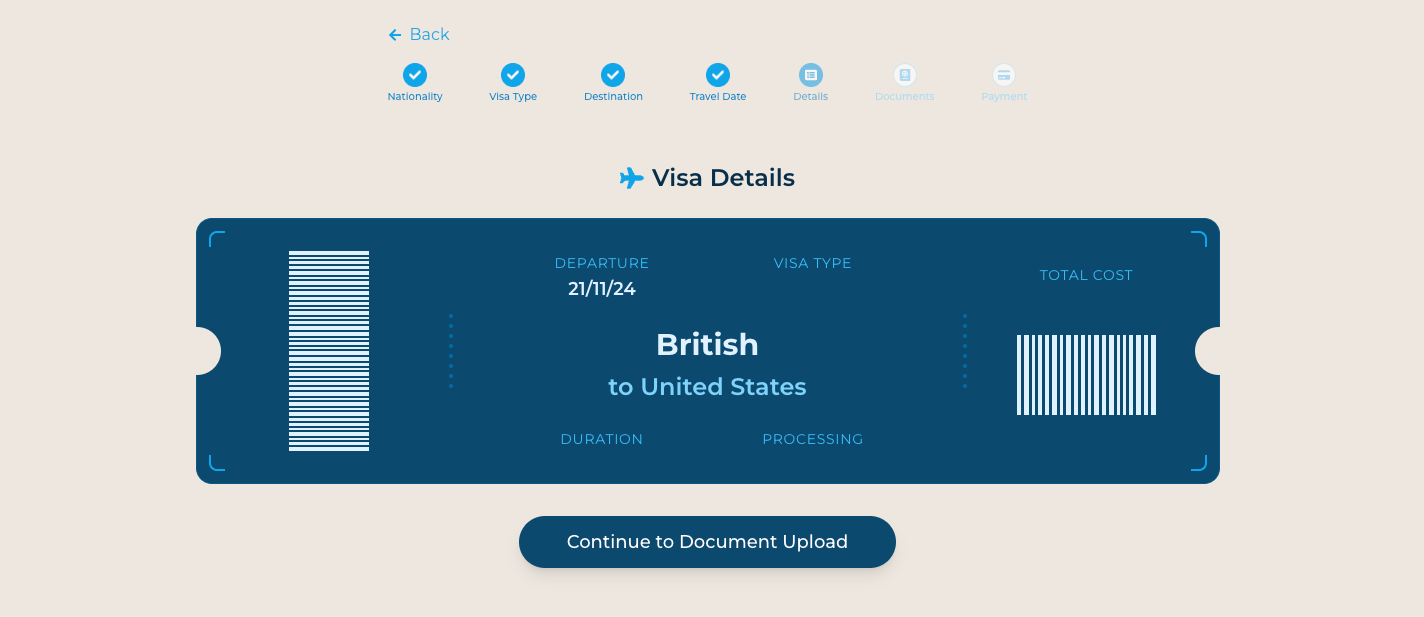 Back
Nationality
Visa Type
Destination
Travel Date
Details
Documents
Payment
Visa Details
DEPARTURE
21/11/24
VISA TYPE
British
to United States
DURATION
PROCESSING
TOTAL COST
Continue to Document Upload